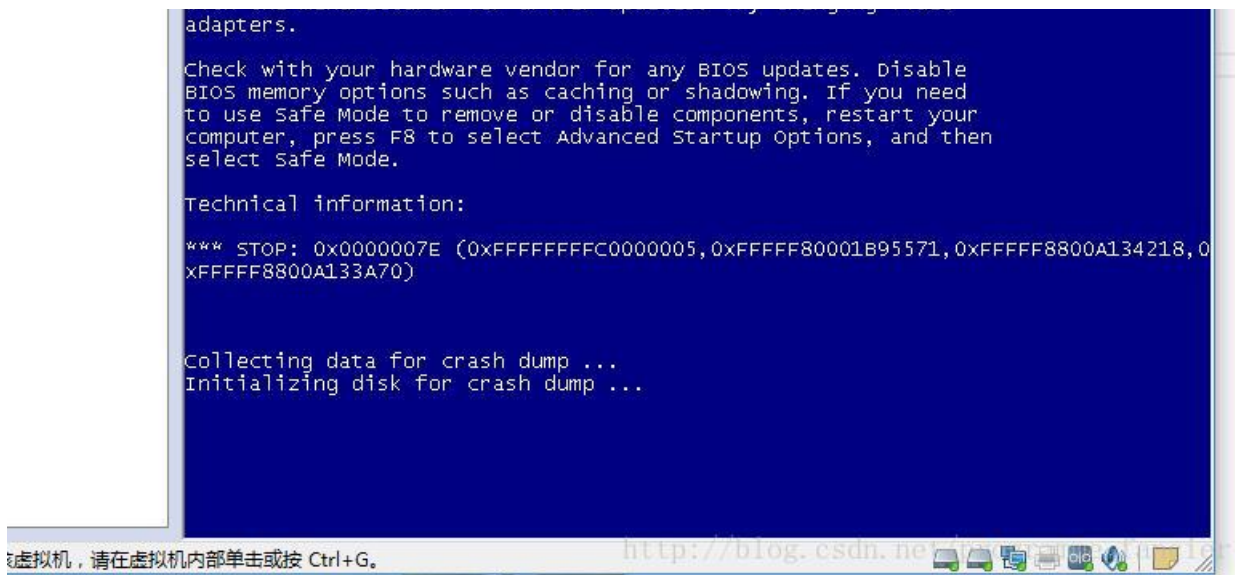 adapters.
Check with your hardware vendor for any BIOS updates. Disable
BIOS memory options such as caching or shadowing. If you need
to use Safe Mode to remove or disable components, restart your
computer, press F8 to select Advanced Startup Options, and then
select Safe Mode.
Technical information:
*** STOP: 0x0000007E (0xFFFFFFFFC0000005,0xFFFFF80001B95571,0xFFFFF8800A134218,0
xFFFFF8800A133A70)
Collecting data for crash dump ...
Initializing disk for crash dump ...
虚拟机，请在虚拟机内部单击或按 Ctrl+G。
http://blog.csdn.net/